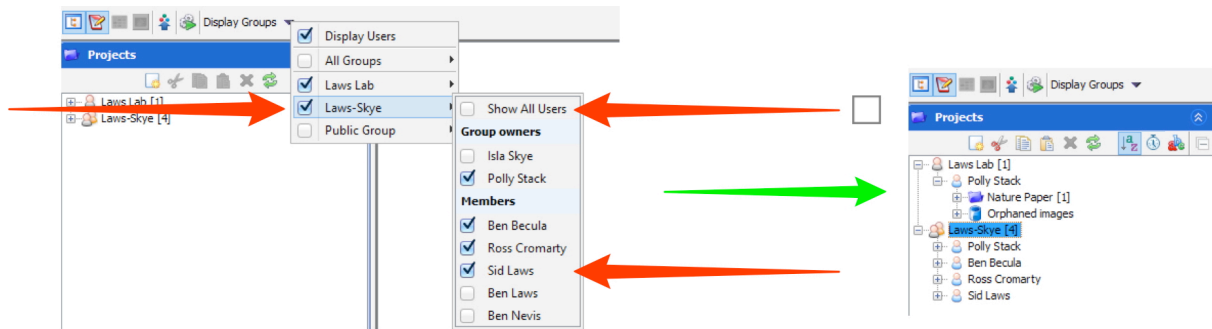 Display Groups
Projects
Laws Lab [1]
Laws-Skye [4]
Display Users
All Groups
Laws Lab
Laws-Skye
Public Group
Show All Users
Group owners
Isla Skye
Polly Stack
Members
Ben Becula
Ross Cromarty
Sid Laws
Ben Laws
Ben Nevis
Display Groups
Projects
Laws Lab [1]
Polly Stack
Nature Paper [1]
Orphaned images
Laws-Skye [4]
Polly Stack
Ben Becula
Ross Cromarty
Sid Laws